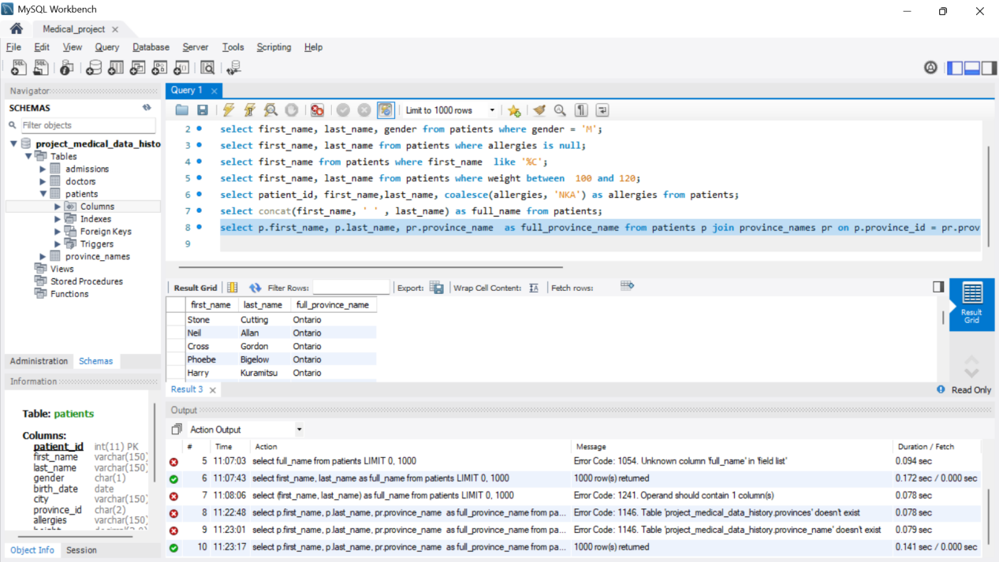 MySQL Workbench
Medical_project
File Edit View Query Database Server Tools Scripting Help
Navigator
SCHEMAS
Filter objects
project_medical_data_histo
Tables
admissions
doctors
patients
Columns
Indexes
Foreign Keys
Triggers
province_names
Views
Stored Procedures
Functions
Administration Schemas
Information
Table: patients
Columns:
patient_id int(11) PK
first_name varchar(150)
last_name varchar(150)
gender char(1)
birth_date date
city varchar(150)
province_id char(2)
allergies varchar(150)
Object Info Session
Query 1
Limit to 1000 rows
2 select first_name, last_name, gender from patients where gender = 'M';
3 select first_name, last_name from patients where allergies is null;
4 select first_name from patients where first_name  like '%C';
5 select first_name, last_name from patients where weight between  100 and 120;
6 select patient_id, first_name,last_name, coalesce(allergies, 'NKA') as allergies from patients;
7 select concat(first_name, ' ' , last_name) as full_name from patients;
8 select p.first_name, p.last_name, pr.province_name  as full_province_name from patients p join province_names pr on p.province_id = pr.prov
9
Result Grid Filter Rows: Export: Wrap Cell Content: Fetch rows:
first_name last_name full_province_name
Stone Cutting Ontario
Neil Allan Ontario
Cross Gordon Ontario
Phoebe Bigelow Ontario
Harry Kuramitsu Ontario
Result
Grid
Result 3
Read Only
Output
Action Output
# Time Action Message Duration / Fetch
5 11:07:03 select full_name from patients LIMIT 0, 1000 Error Code: 1054. Unknown column 'full_name' in 'field list' 0.094 sec
6 11:07:43 select first_name, last_name as full_name from patients LIMIT 0, 1000 1000 row(s) returned 0.172 sec / 0.000 sec
7 11:08:06 select (first_name, last_name) as full_name from patients LIMIT 0, 1000 Error Code: 1241. Operand should contain 1 column(s) 0.078 sec
8 11:22:48 select p.first_name, p.last_name, pr.province_name  as full_province_name from pa... Error Code: 1146. Table 'project_medical_data_history.provinces' doesn't exist 0.078 sec
9 11:23:01 select p.first_name, p.last_name, pr.province_name  as full_province_name from pa... Error Code: 1146. Table 'project_medical_data_history.province_name' doesn't exist 0.079 sec
10 11:23:17 select p.first_name, p.last_name, pr.province_name  as full_province_name from pa... 1000 row(s) returned 0.141 sec / 0.000 sec